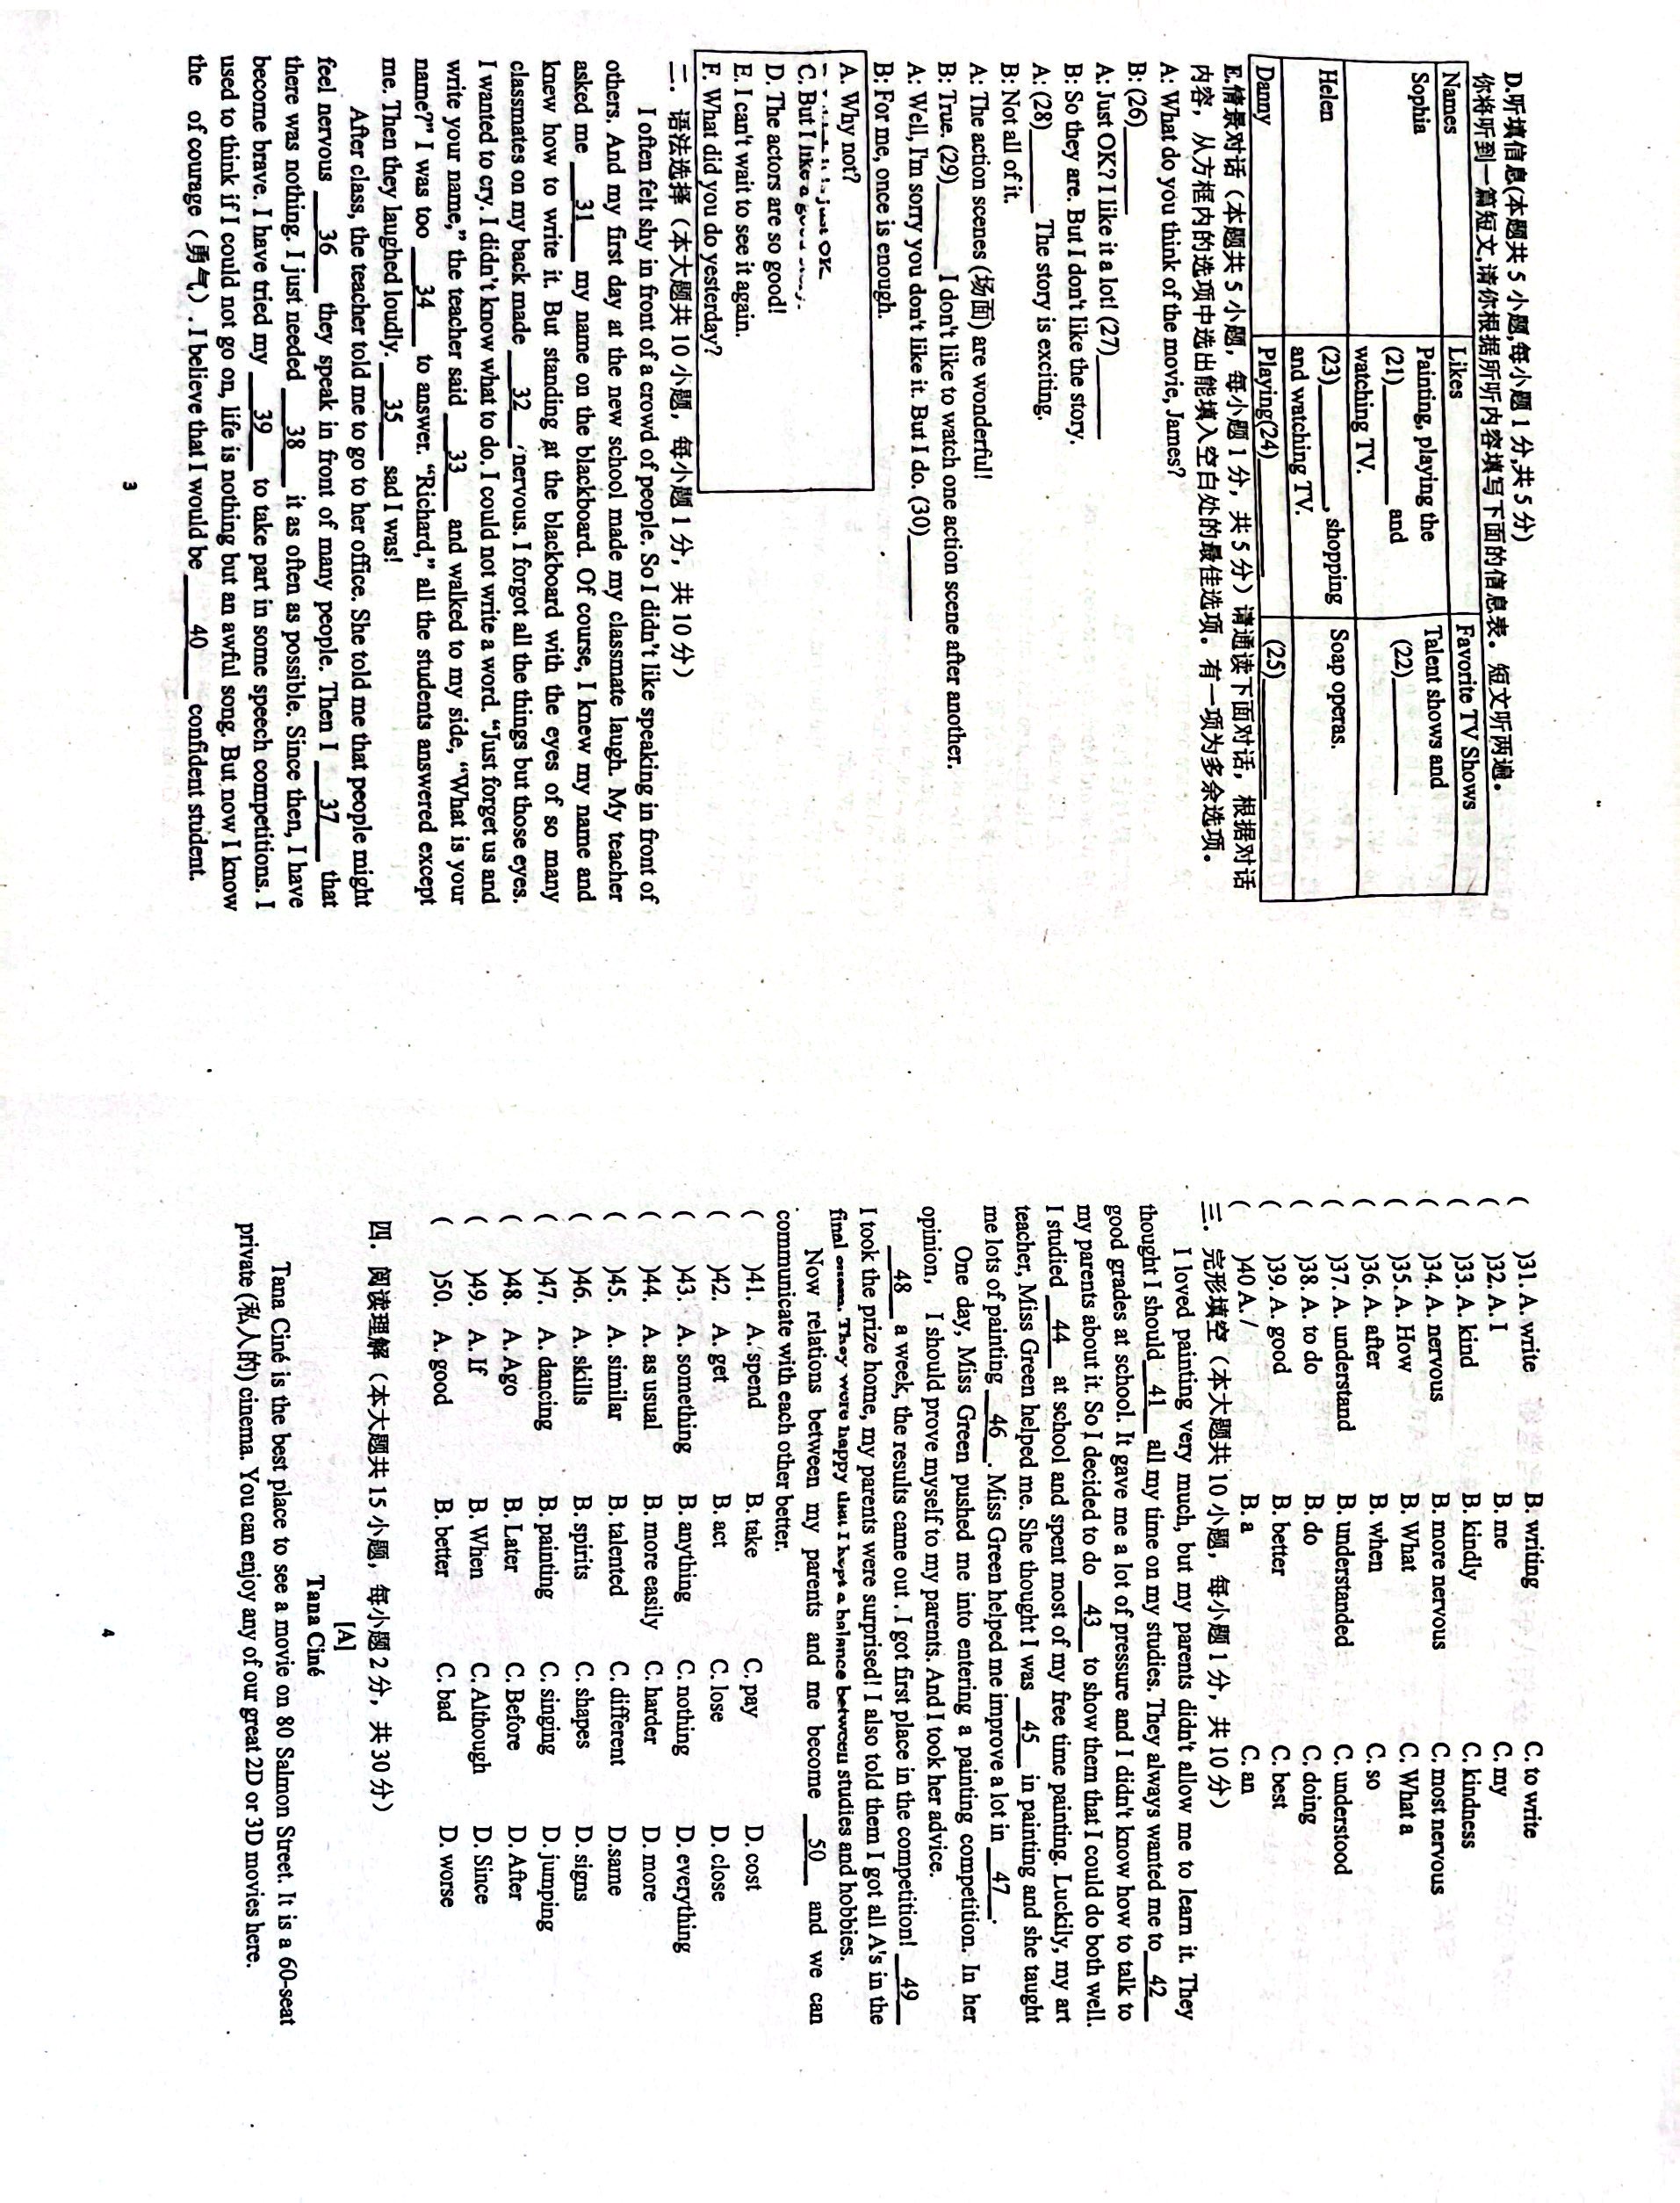 D.听填信息(本题共 5 小题,每小题 1 分,共 5 分)
你将听到一篇短文,请你根据所听内容填写下面的信息表。短文听两遍。
Names Likes Favorite TV Shows
Sophia Painting, playing the (21)______ and watching TV. Talent shows and (22)______
Helen (23)______, shopping and watching TV. Soap operas.
Danny Playing(24)______ (25)______
E.情景对话（本题共 5 小题，每小题 1 分，共 5 分）请通读下面对话，根据对话
内容，从方框内的选项中选出能填入空白处的最佳选项。有一项为多余选项。
A: What do you think of the movie, James?
B: (26)______
A: Just OK? I like it a lot! (27)______
B: So they are. But I don't like the story.
A: (28)______ The story is exciting.
B: Not all of it.
A: The action scenes (场面) are wonderful!
B: True. (29)______ I don't like to watch one action scene after another.
A: Well, I'm sorry you don't like it. But I do. (30)______
B: For me, once is enough.
A. Why not?
just OK.
C. But I like a good story.
D. The actors are so good!
E. I can't wait to see it again.
F. What did you do yesterday?
二．语法选择（本大题共 10 小题，每小题 1 分，共 10 分）
I often felt shy in front of a crowd of people. So I didn't like speaking in front of
others. And my first day at the new school made my classmate laugh. My teacher
asked me __31__ my name on the blackboard. Of course, I knew my name and
knew how to write it. But standing at the blackboard with the eyes of so many
classmates on my back made __32__ nervous. I forgot all the things but those eyes.
I wanted to cry. I didn't know what to do. I could not write a word. “Just forget us and
write your name,” the teacher said __33__ and walked to my side, “What is your
name?” I was too __34__ to answer. “Richard,” all the students answered except
me. Then they laughed loudly. __35__ sad I was!
After class, the teacher told me to go to her office. She told me that people might
feel nervous __36__ they speak in front of many people. Then I __37__ that
there was nothing. I just needed __38__ it as often as possible. Since then, I have
become brave. I have tried my __39__ to take part in some speech competitions. I
used to think if I could not go on, life is nothing but an awful song. But now I know
the of courage（勇气）. I believe that I would be __40__ confident student.
3
( )31. A. write B. writing C. to write
( )32. A. I B. me C. my
( )33. A. kind B. kindly C. kindness
( )34. A. nervous B. more nervous C. most nervous
( )35. A. How B. What C. What a
( )36. A. after B. when C. so
( )37. A. understand B. understanded C. understood
( )38. A. to do B. do C. doing
( )39. A. good B. better C. best
( )40 A. / B. a C. an
三．完形填空（本大题共 10 小题，每小题 1 分，共 10 分）
I loved painting very much, but my parents didn't allow me to learn it. They
thought I should __41__ all my time on my studies. They always wanted me to __42__
good grades at school. It gave me a lot of pressure and I didn't know how to talk to
my parents about it. So I decided to do __43__ to show them that I could do both well.
I studied __44__ at school and spent most of my free time painting. Luckily, my art
teacher, Miss Green helped me. She thought I was __45__ in painting and she taught
me lots of painting __46__. Miss Green helped me improve a lot in __47__.
One day, Miss Green pushed me into entering a painting competition. In her
opinion, I should prove myself to my parents. And I took her advice.
__48__ a week, the results came out . I got first place in the competition! __49__
I took the prize home, my parents were surprised! I also told them I got all A's in the
final exam. They were happy that I kept a balance between studies and hobbies.
Now relations between my parents and me become __50__ and we can
communicate with each other better.
( )41. A. spend B. take C. pay D. cost
( )42. A. get B. act C. lose D. close
( )43. A. something B. anything C. nothing D. everything
( )44. A. as usual B. more easily C. harder D. more
( )45. A. similar B. talented C. different D.same
( )46. A. skills B. spirits C. shapes D. signs
( )47. A. dancing B. painting C. singing D. jumping
( )48. A. Ago B. Later C. Before D. After
( )49. A. If B. When C. Although D. Since
( )50. A. good B. better C. bad D. worse
四．阅读理解（本大题共 15 小题，每小题 2 分，共 30 分）
[A]
Tana Ciné
Tana Ciné is the best place to see a movie on 80 Salmon Street. It is a 60-seat
private (私人的) cinema. You can enjoy any of our great 2D or 3D movies here.
4